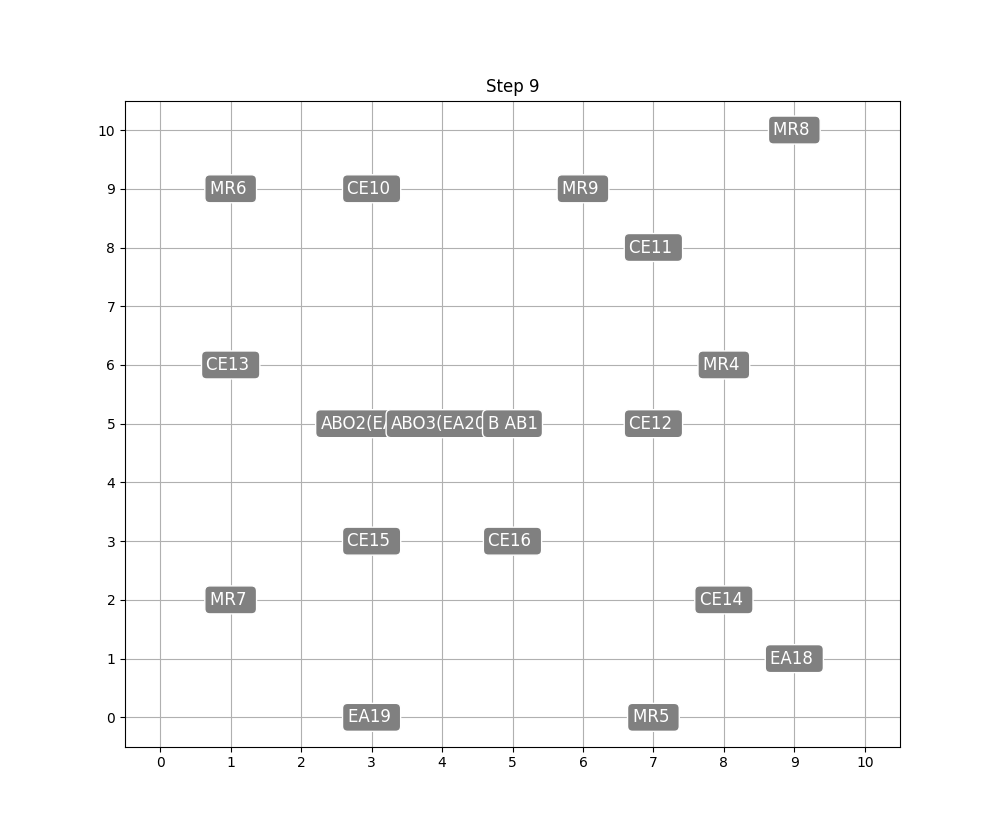 Step 9
10
MR8
9
MR6 CE10 MR9
8
CE11
7
6
CE13 MR4
5
ABO2(EA ABO3(EA20 B AB1 CE12
4
3
CE15 CE16
2
MR7 CE14
1
EA18
0
EA19 MR5
0 1 2 3 4 5 6 7 8 9 10